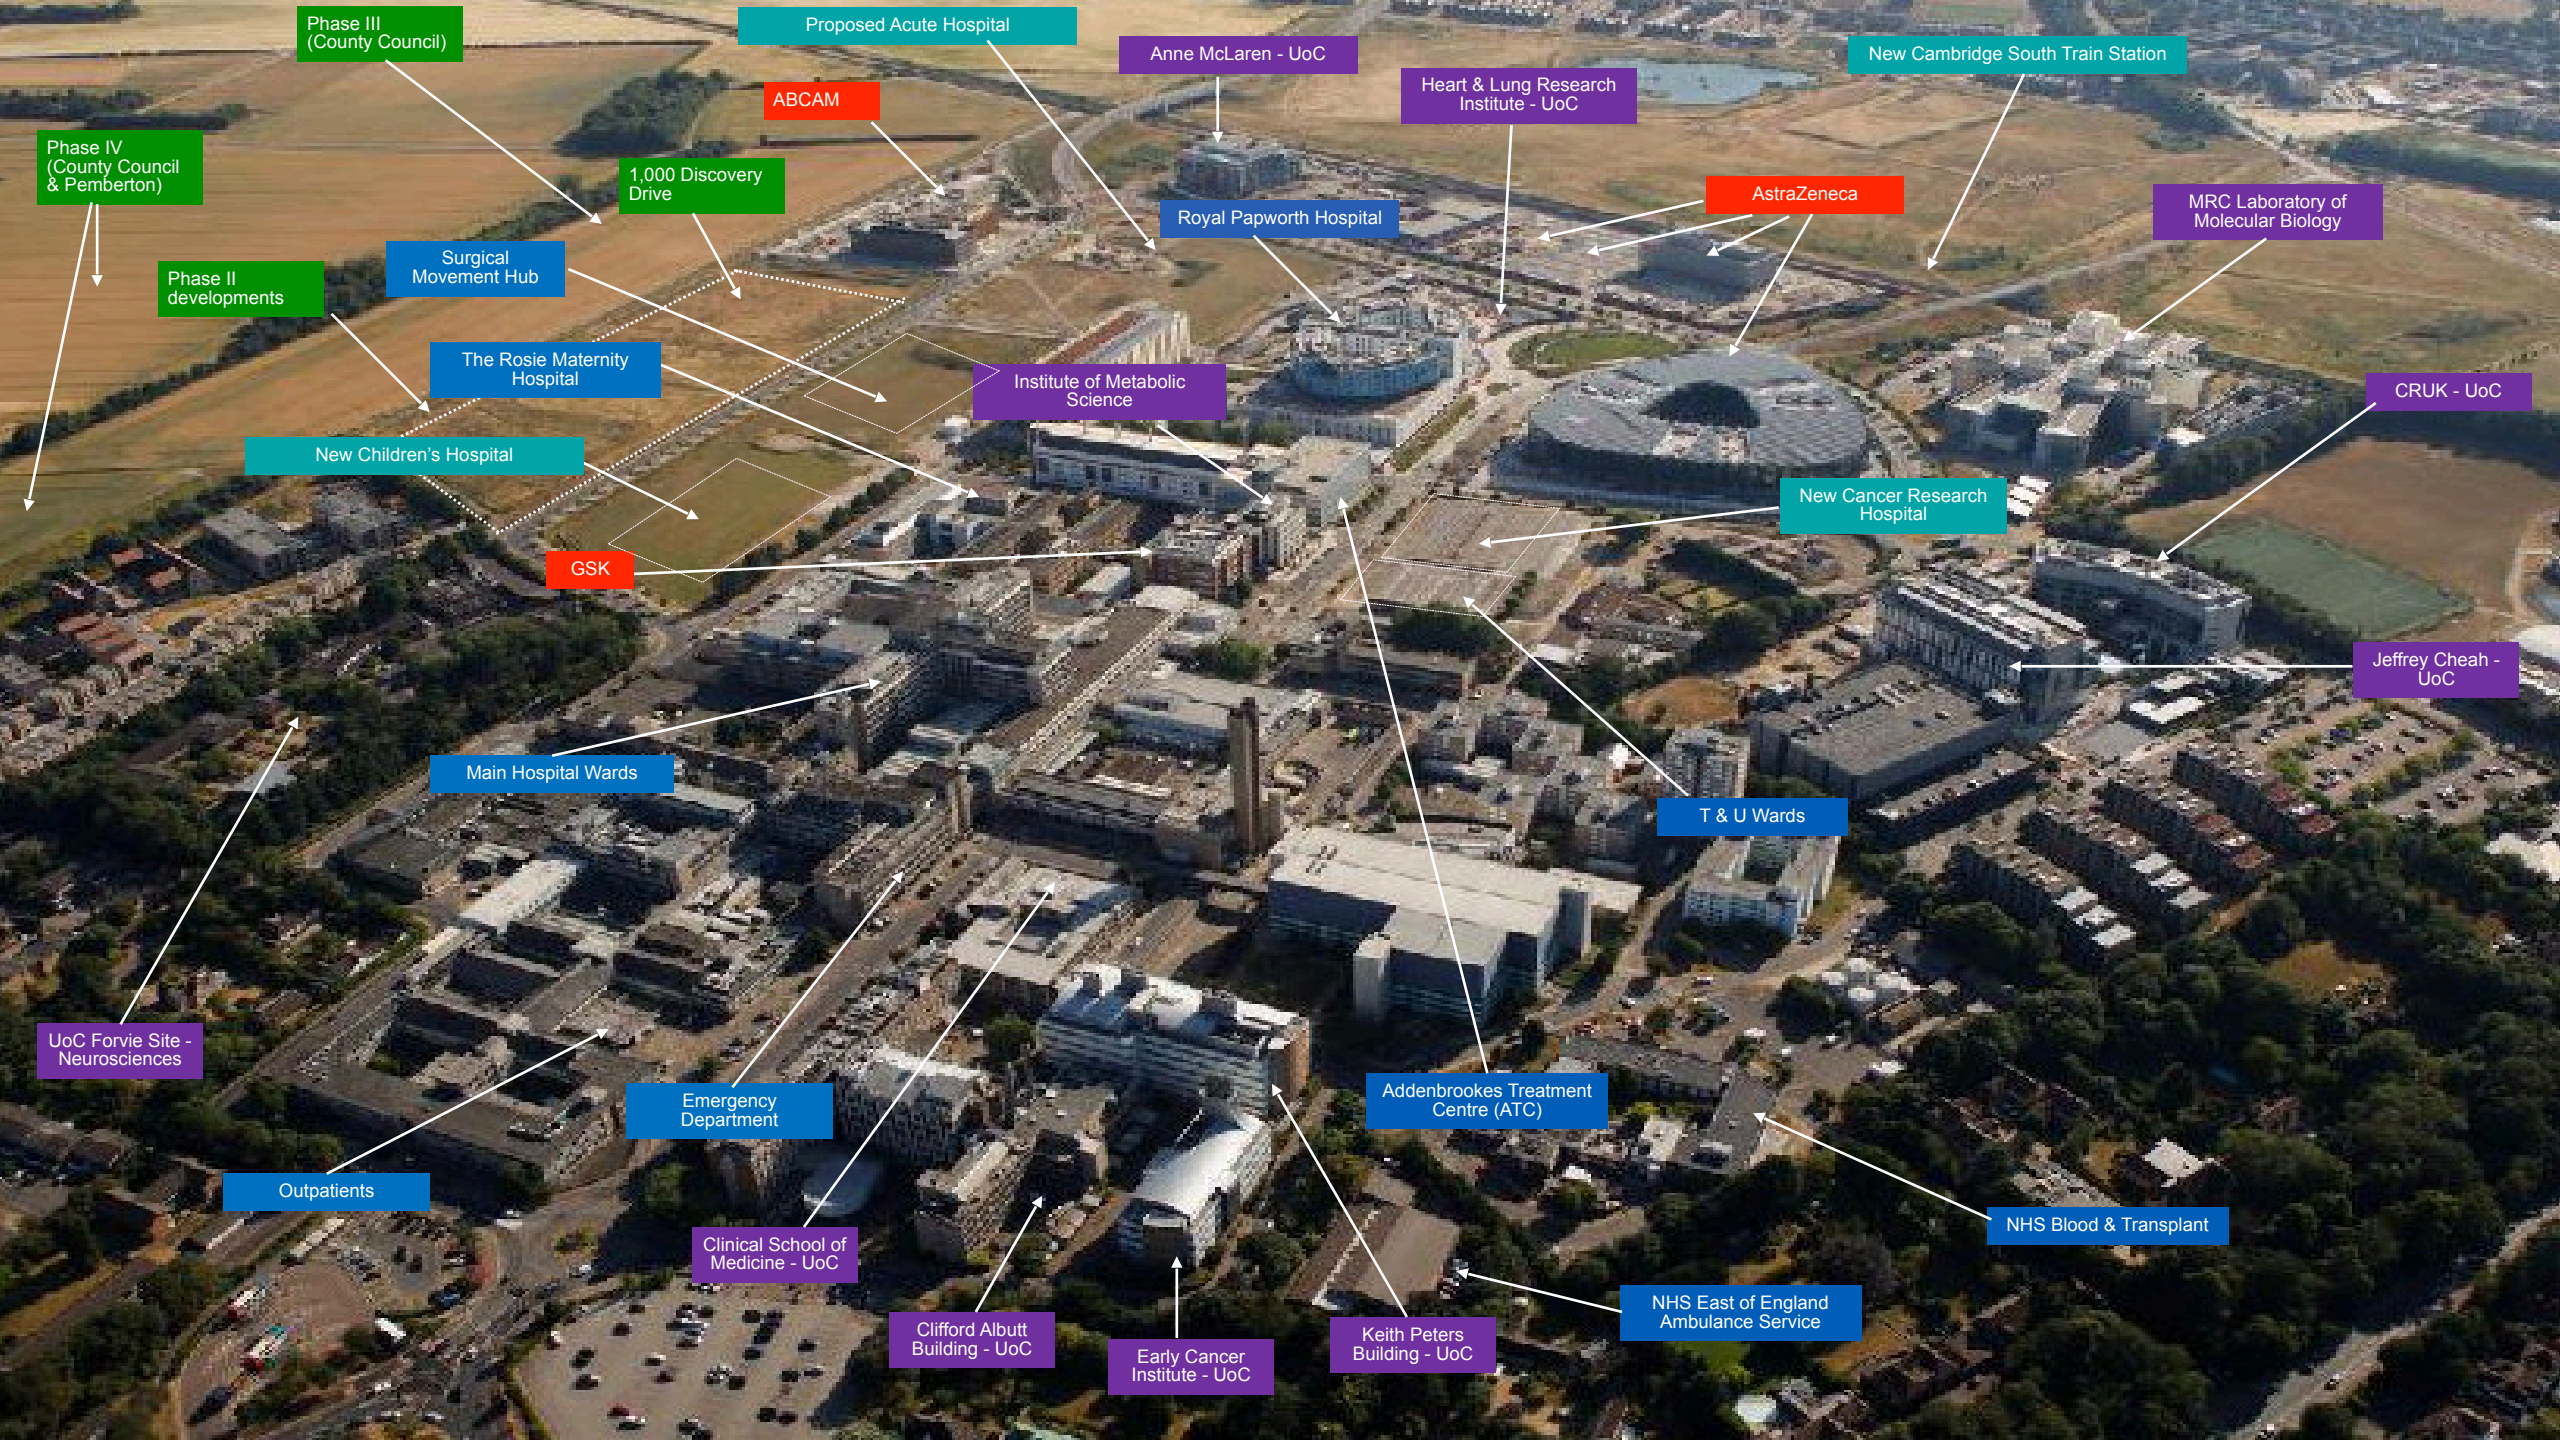 Phase III
(County Council)
Proposed Acute Hospital
Anne McLaren - UoC
New Cambridge South Train Station
Heart & Lung Research
Institute - UoC
ABCAM
Phase IV
(County Council
& Pemberton)
1,000 Discovery
Drive
AstraZeneca
MRC Laboratory of
Molecular Biology
Royal Papworth Hospital
Surgical
Movement Hub
Phase II
developments
The Rosie Maternity
Hospital
Institute of Metabolic
Science
CRUK - UoC
New Children's Hospital
New Cancer Research
Hospital
GSK
Jeffrey Cheah -
UoC
Main Hospital Wards
T & U Wards
UoC Forvie Site -
Neurosciences
Emergency
Department
Addenbrookes Treatment
Centre (ATC)
Outpatients
NHS Blood & Transplant
Clinical School of
Medicine - UoC
NHS East of England
Ambulance Service
Clifford Albutt
Building - UoC
Early Cancer
Institute - UoC
Keith Peters
Building - UoC